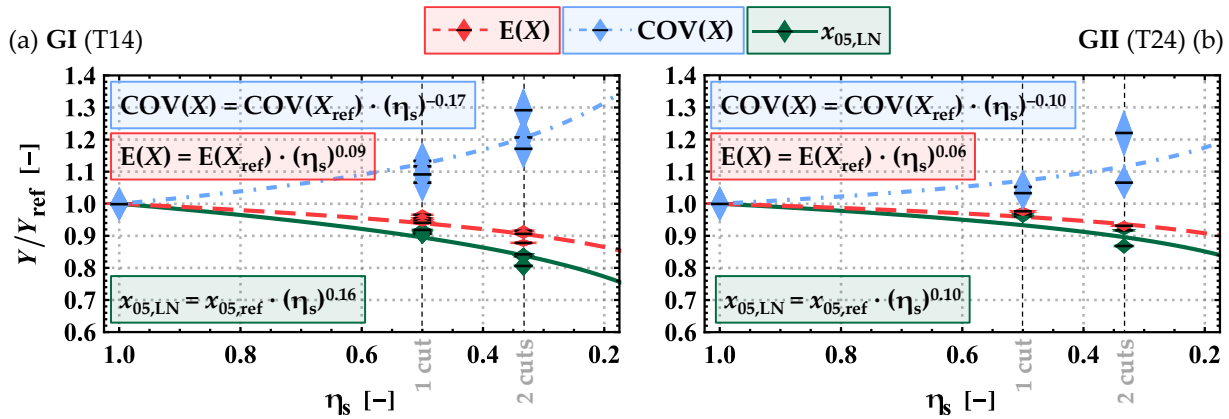 E(X) COV(X) x05,LN
(a) GI (T14)
GII (T24) (b)
Y/Yref [–]
1.4
1.3
1.2
1.1
1.0
0.9
0.8
0.7
0.6
COV(X) = COV(Xref) · (ηs)–0.17
E(X) = E(Xref) · (ηs)0.09
x05,LN = x05,ref · (ηs)0.16
1.0 0.8 0.6 0.4 0.2
1 cut
2 cuts
ηs [–]
1.4
1.3
1.2
1.1
1.0
0.9
0.8
0.7
0.6
COV(X) = COV(Xref) · (ηs)–0.10
E(X) = E(Xref) · (ηs)0.06
x05,LN = x05,ref · (ηs)0.10
1.0 0.8 0.6 0.4 0.2
1 cut
2 cuts
ηs [–]